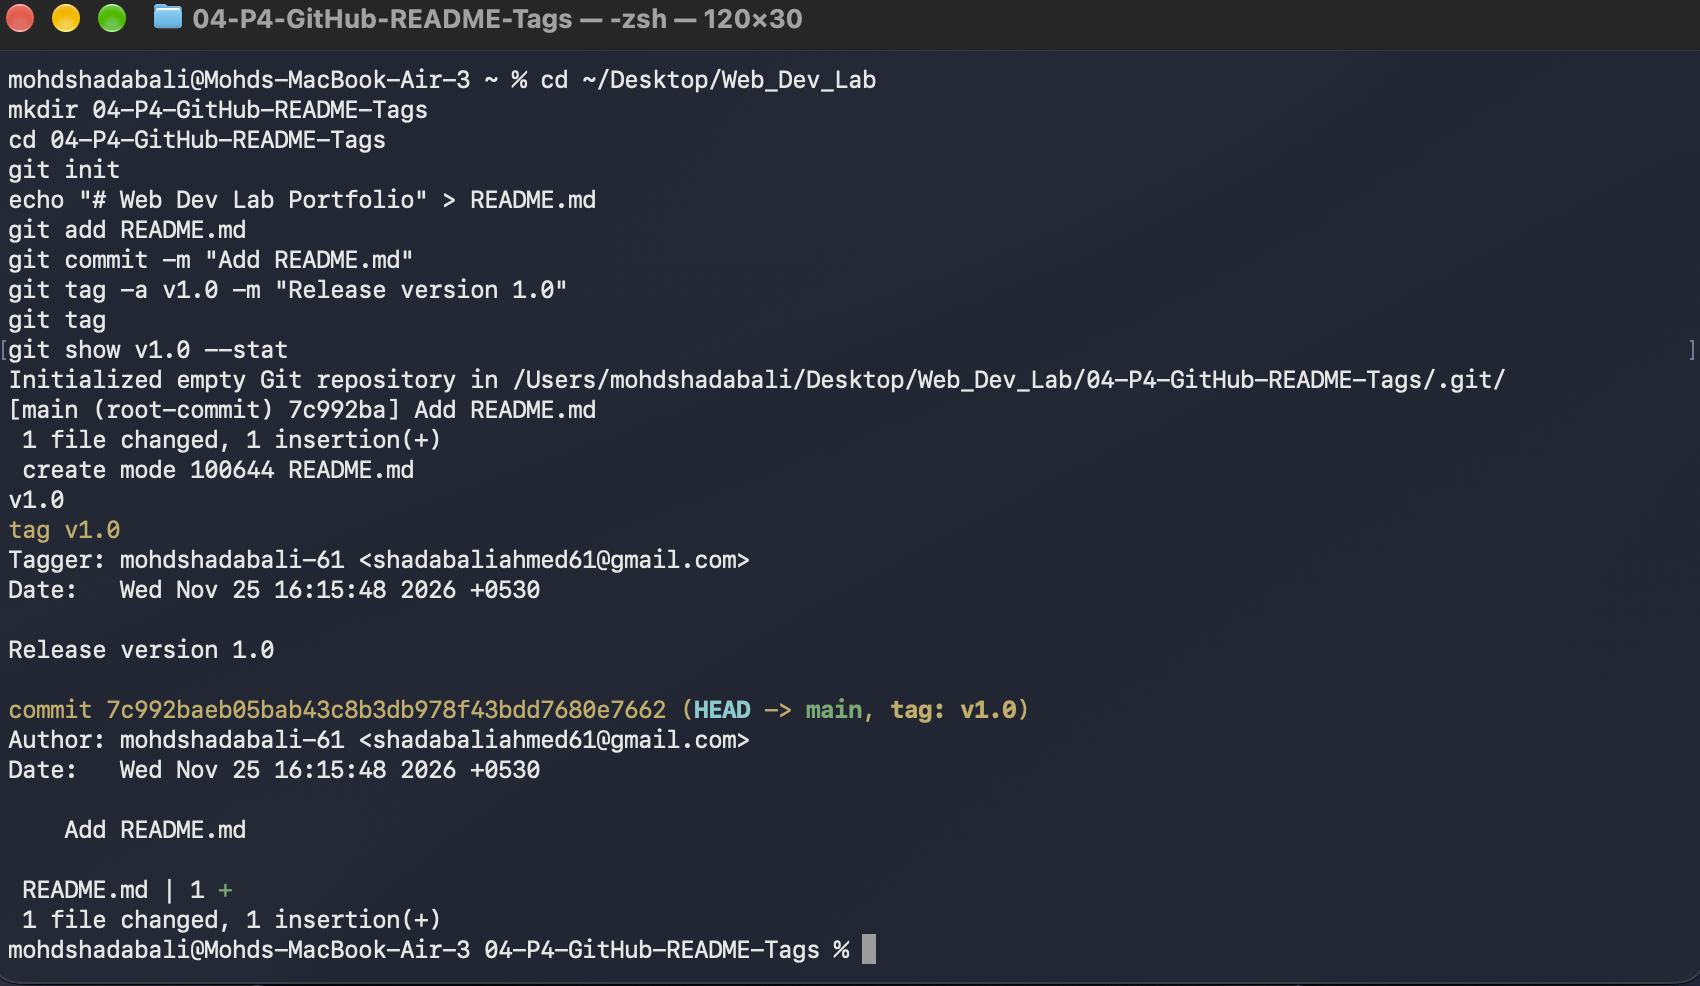 04-P4-GitHub-README-Tags — -zsh — 120×30
mohdshadabali@Mohds-MacBook-Air-3 ~ % cd ~/Desktop/Web_Dev_Lab
mkdir 04-P4-GitHub-README-Tags
cd 04-P4-GitHub-README-Tags
git init
echo "# Web Dev Lab Portfolio" > README.md
git add README.md
git commit -m "Add README.md"
git tag -a v1.0 -m "Release version 1.0"
git tag
[git show v1.0 --stat ]
Initialized empty Git repository in /Users/mohdshadabali/Desktop/Web_Dev_Lab/04-P4-GitHub-README-Tags/.git/
[main (root-commit) 7c992ba] Add README.md
 1 file changed, 1 insertion(+)
 create mode 100644 README.md
v1.0
tag v1.0
Tagger: mohdshadabali-61 <shadabaliahmed61@gmail.com>
Date:   Wed Nov 25 16:15:48 2026 +0530

Release version 1.0

commit 7c992baeb05bab43c8b3db978f43bdd7680e7662 (HEAD -> main, tag: v1.0)
Author: mohdshadabali-61 <shadabaliahmed61@gmail.com>
Date:   Wed Nov 25 16:15:48 2026 +0530

    Add README.md

 README.md | 1 +
 1 file changed, 1 insertion(+)
mohdshadabali@Mohds-MacBook-Air-3 04-P4-GitHub-README-Tags %